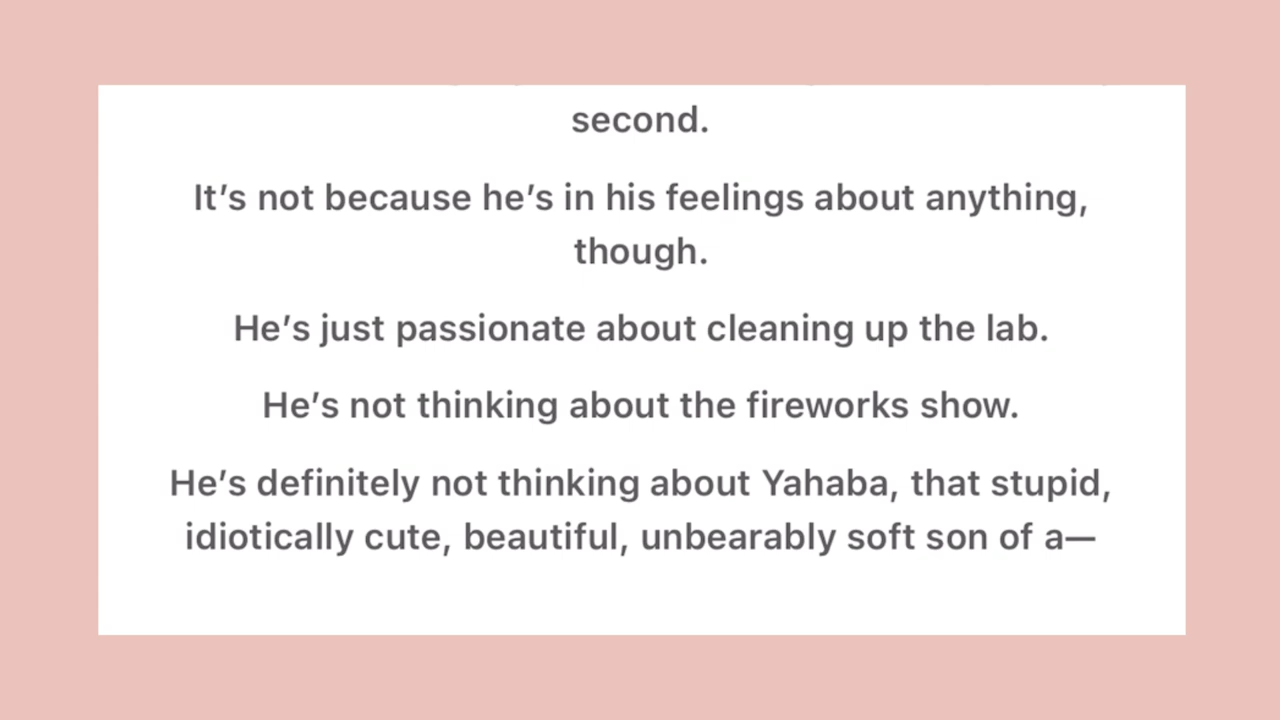 second.
It’s not because he’s in his feelings about anything,
though.
He’s just passionate about cleaning up the lab.
He’s not thinking about the fireworks show.
He’s definitely not thinking about Yahaba, that stupid,
idiotically cute, beautiful, unbearably soft son of a—